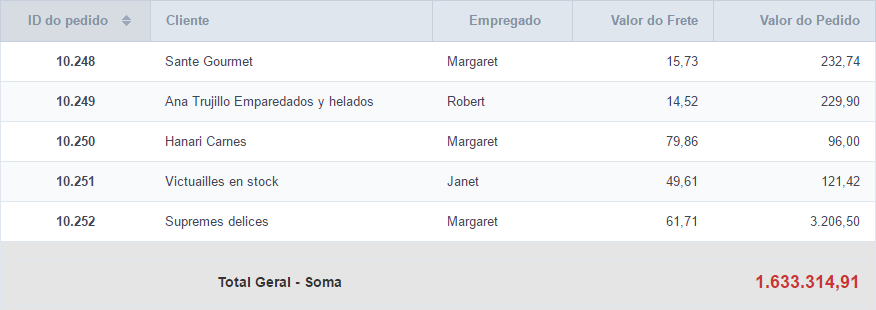 ID do pedido Cliente Empregado Valor do Frete Valor do Pedido
10.248 Sante Gourmet Margaret 15,73 232,74
10.249 Ana Trujillo Emparedados y helados Robert 14,52 229,90
10.250 Hanari Carnes Margaret 79,86 96,00
10.251 Victuailles en stock Janet 49,61 121,42
10.252 Supremes delices Margaret 61,71 3.206,50
Total Geral - Soma 1.633.314,91